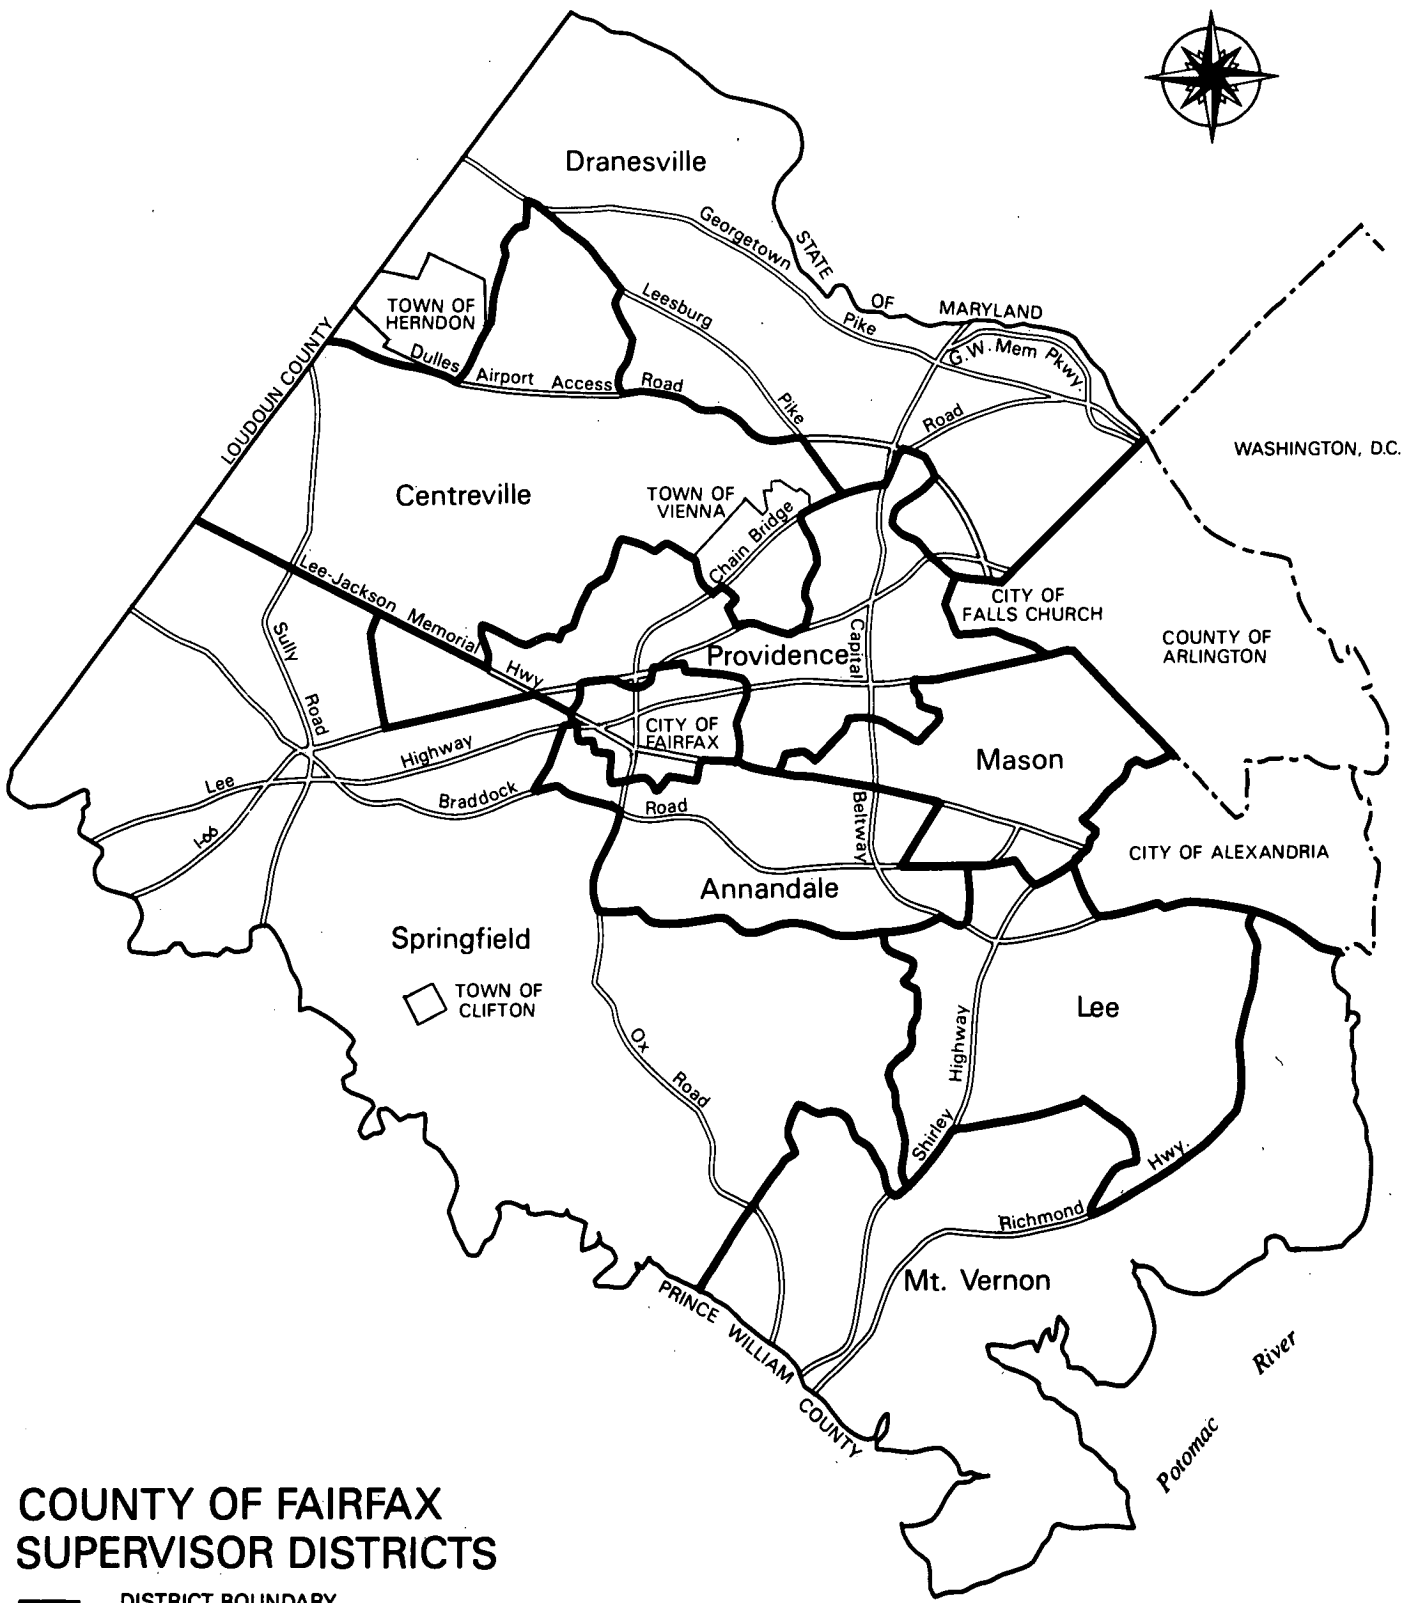 Dranesville
Georgetown
Pike
STATE
OF
MARYLAND
Leesburg
Pike
G.W. Mem Pkwy.
TOWN OF
HERNDON
Dulles
Airport
Access
Road
Road
LOUDOUN COUNTY
WASHINGTON, D.C.
Centreville
TOWN OF
VIENNA
Chain Bridge
Lee-Jackson
Memorial
Hwy
CITY OF
FALLS CHURCH
COUNTY OF
ARLINGTON
Sully
Road
Providence
Capital
Beltway
CITY OF
FAIRFAX
Mason
Lee
Highway
Braddock
Road
I-66
CITY OF ALEXANDRIA
Annandale
Springfield
TOWN OF
CLIFTON
Lee
Ox
Road
Shirley
Highway
Richmond
Hwy.
Mt. Vernon
PRINCE
WILLIAM
COUNTY
Potomac
River
COUNTY OF FAIRFAX
SUPERVISOR DISTRICTS
DISTRICT BOUNDARY